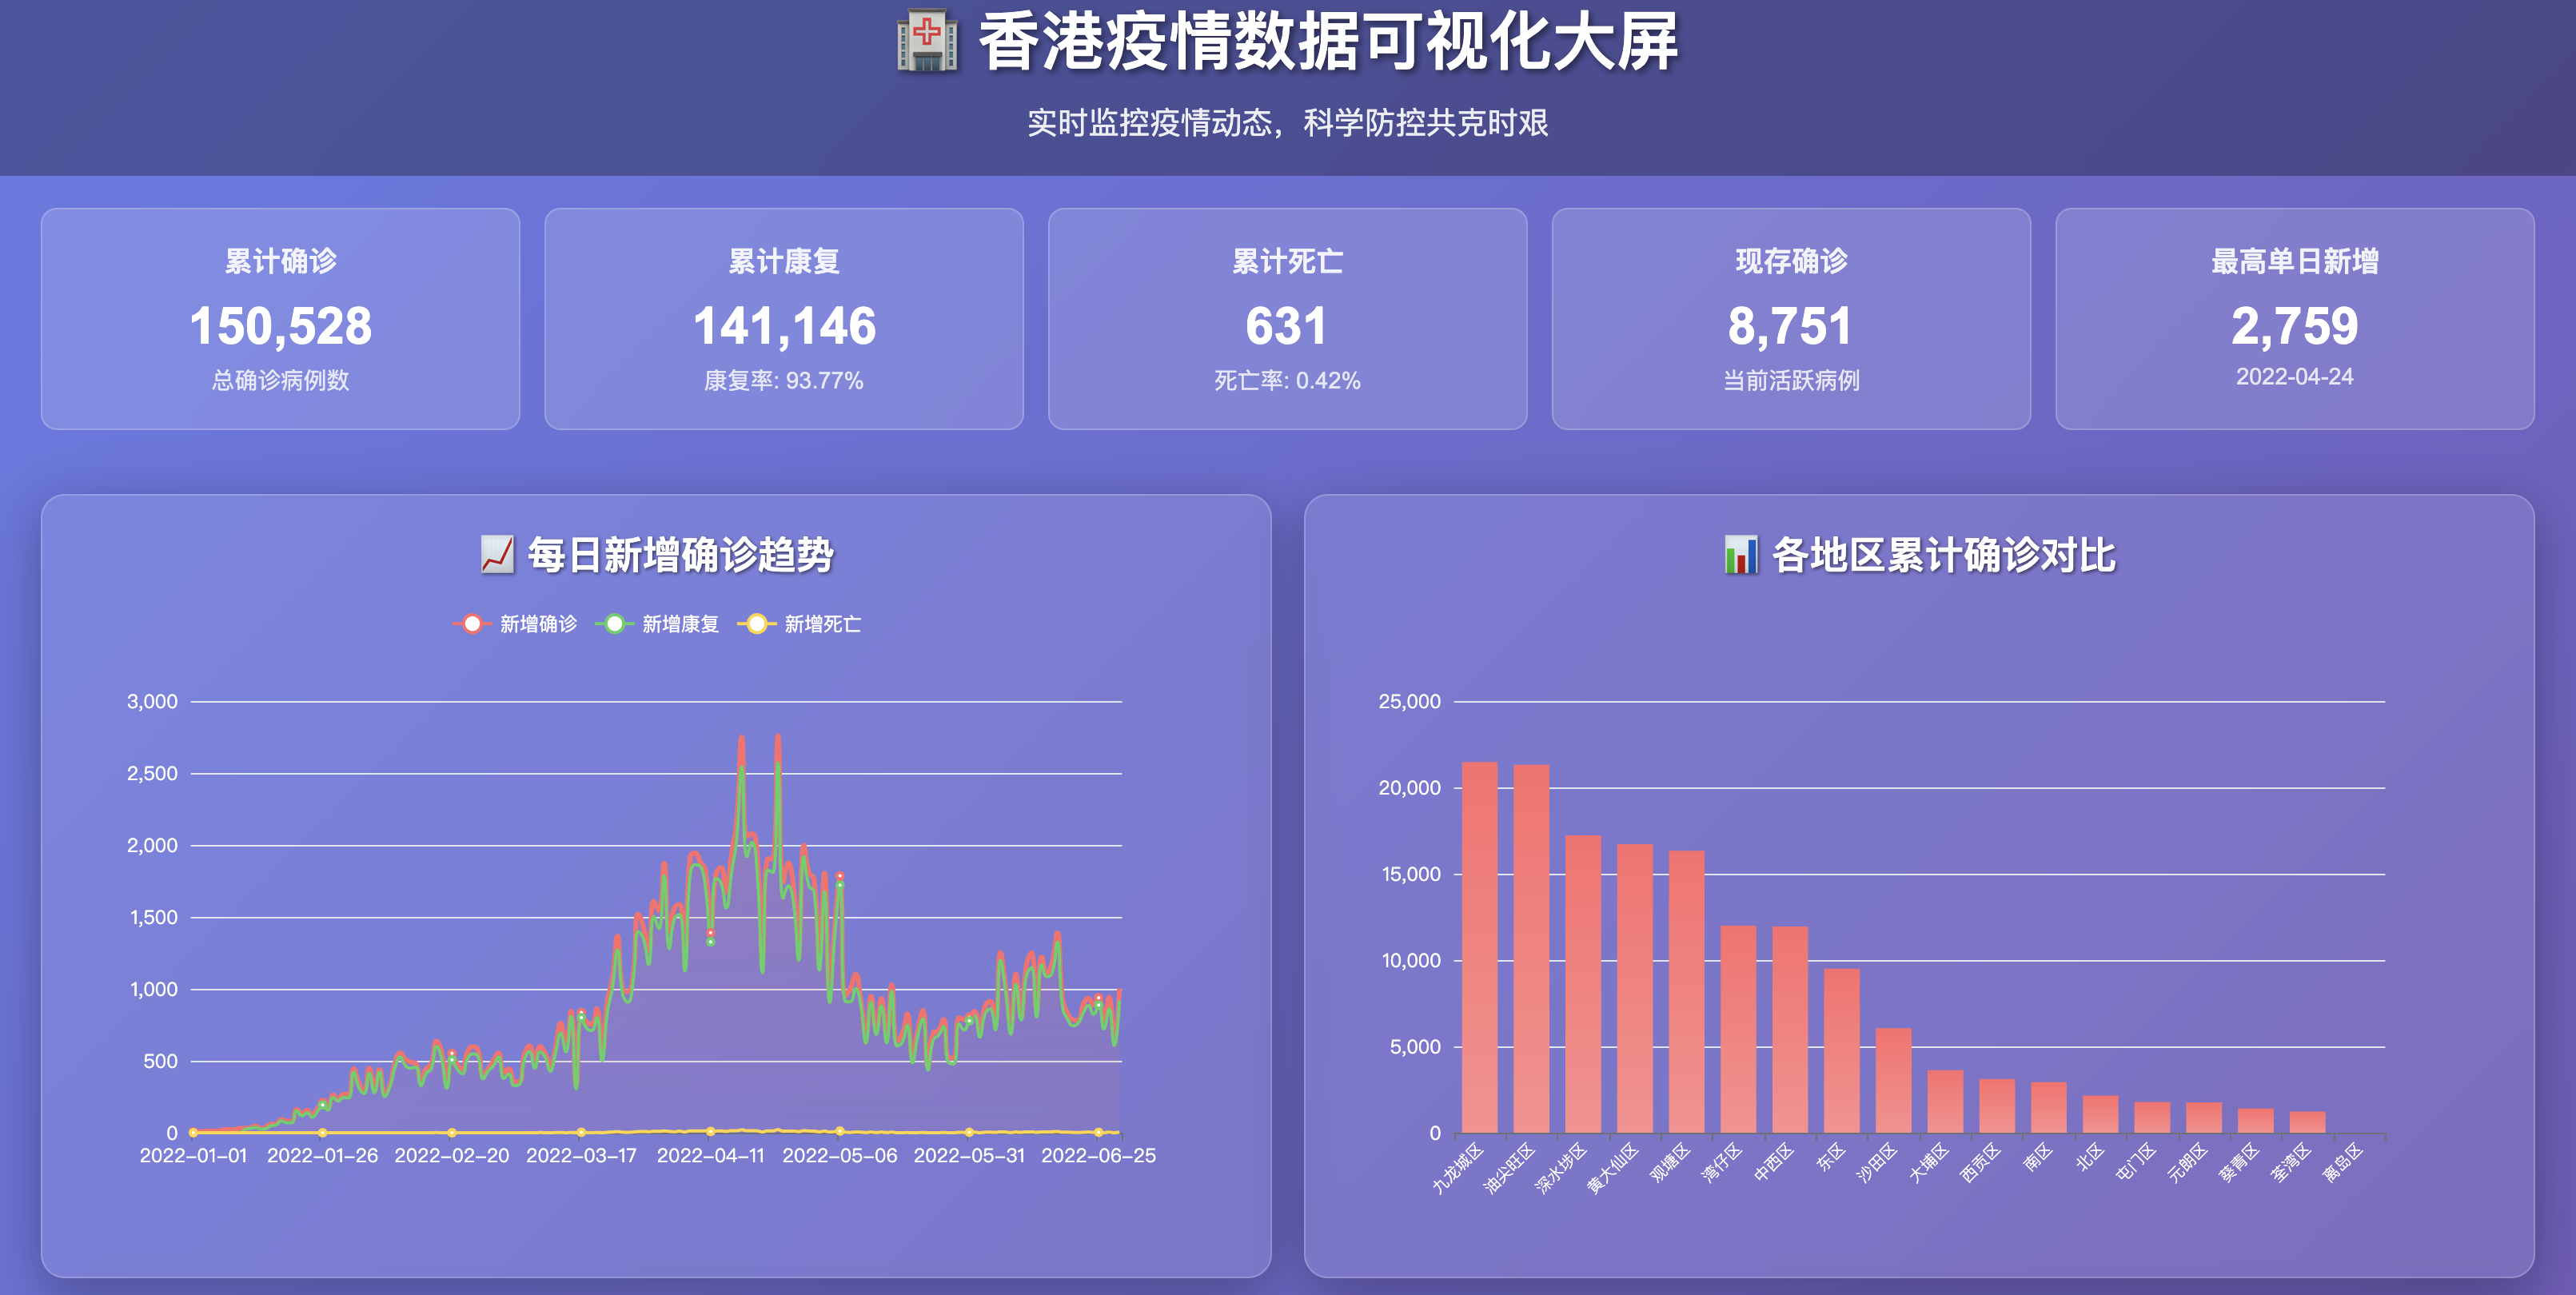 香港疫情数据可视化大屏
实时监控疫情动态，科学防控共克时艰
累计确诊
150,528
总确诊病例数
累计康复
141,146
康复率: 93.77%
累计死亡
631
死亡率: 0.42%
现存确诊
8,751
当前活跃病例
最高单日新增
2,759
2022-04-24
每日新增确诊趋势
新增确诊 新增康复 新增死亡
3,000
2,500
2,000
1,500
1,000
500
0
2022-01-01 2022-01-26 2022-02-20 2022-03-17 2022-04-11 2022-05-06 2022-05-31 2022-06-25
各地区累计确诊对比
25,000
20,000
15,000
10,000
5,000
0
九龙城区 油尖旺区 深水埗区 黄大仙区 观塘区 湾仔区 中西区 东区 沙田区 大埔区 西贡区 南区 北区 屯门区 元朗区 葵青区 荃湾区 离岛区